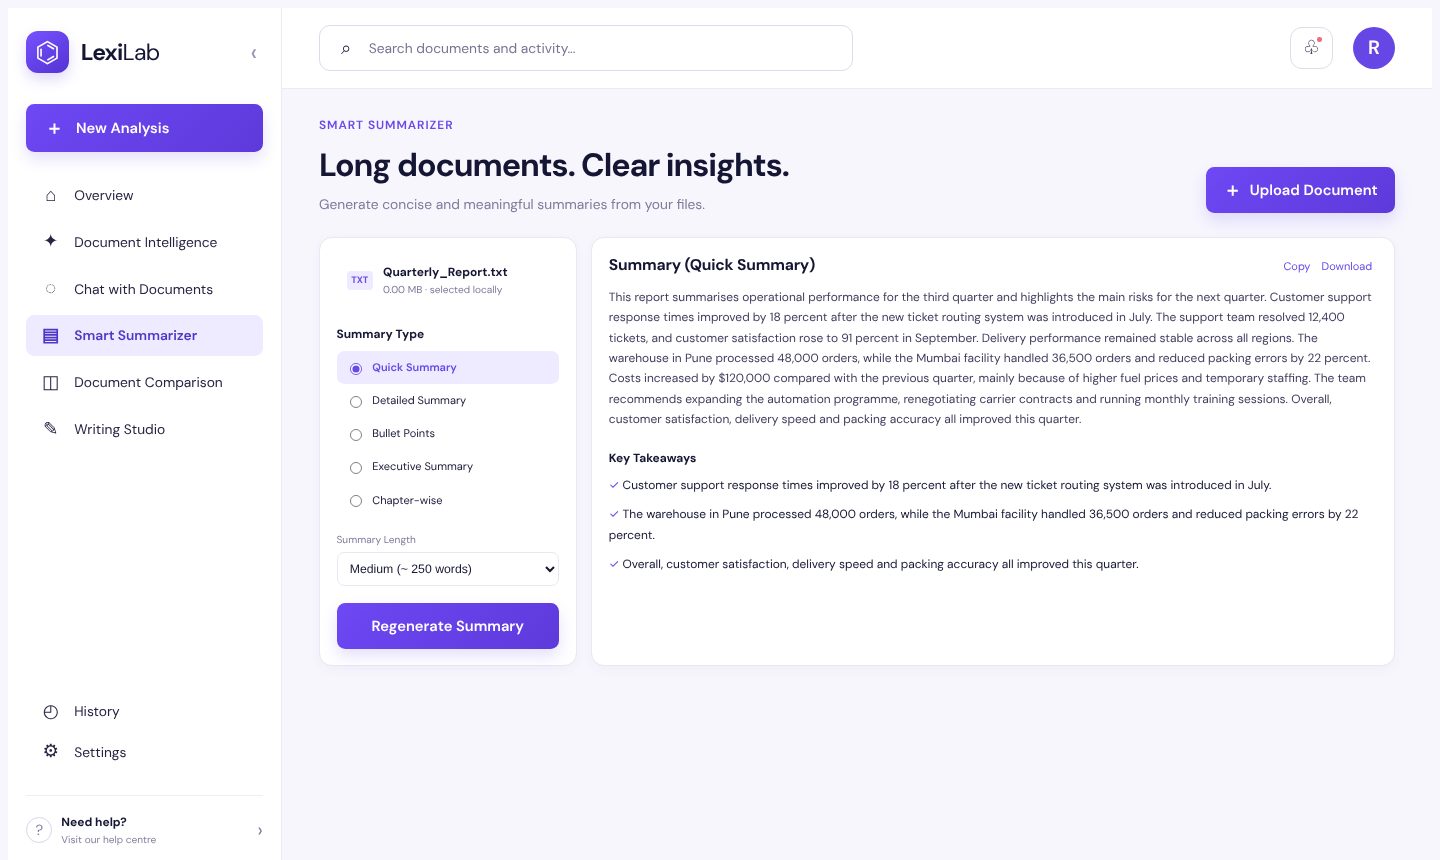 LexiLab
Search documents and activity...
R
+ New Analysis
Overview
Document Intelligence
Chat with Documents
Smart Summarizer
Document Comparison
Writing Studio
History
Settings
?
Need help?
Visit our help centre
SMART SUMMARIZER
Long documents. Clear insights.
Generate concise and meaningful summaries from your files.
+ Upload Document
TXT
Quarterly_Report.txt
0.00 MB · selected locally
Summary Type
Quick Summary
Detailed Summary
Bullet Points
Executive Summary
Chapter-wise
Summary Length
Medium (~ 250 words)
Regenerate Summary
Summary (Quick Summary)
Copy Download
This report summarises operational performance for the third quarter and highlights the main risks for the next quarter. Customer support
response times improved by 18 percent after the new ticket routing system was introduced in July. The support team resolved 12,400
tickets, and customer satisfaction rose to 91 percent in September. Delivery performance remained stable across all regions. The
warehouse in Pune processed 48,000 orders, while the Mumbai facility handled 36,500 orders and reduced packing errors by 22 percent.
Costs increased by $120,000 compared with the previous quarter, mainly because of higher fuel prices and temporary staffing. The team
recommends expanding the automation programme, renegotiating carrier contracts and running monthly training sessions. Overall,
customer satisfaction, delivery speed and packing accuracy all improved this quarter.
Key Takeaways
✓ Customer support response times improved by 18 percent after the new ticket routing system was introduced in July.
✓ The warehouse in Pune processed 48,000 orders, while the Mumbai facility handled 36,500 orders and reduced packing errors by 22
percent.
✓ Overall, customer satisfaction, delivery speed and packing accuracy all improved this quarter.